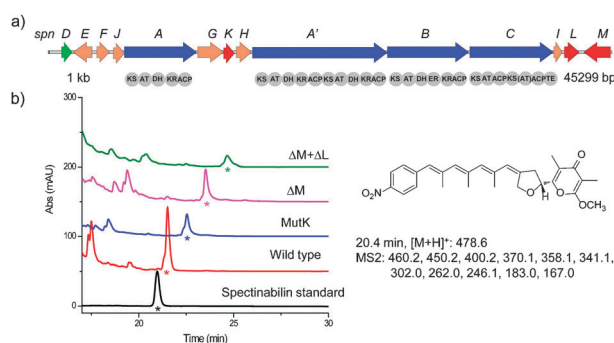 a)
spn D E F J A G K H A' B C I L M
1 kb KS AT DH KR ACP KS AT DH KR ACP KS AT DH KR ACP KS AT DH ER KR ACP KS AT ACP KS (AT) ACP TE 45299 bp
b)
300
200
100
0
Abs (mAU)
ΔM+ΔL
*
ΔM
*
MutK
*
Wild type
*
Spectinabilin standard
*
20 25 30
Time (min)
O₂N O H O O OCH₃
20.4 min, [M+H]⁺: 478.6
MS2: 460.2, 450.2, 400.2, 370.1, 358.1, 341.1,
302.0, 262.0, 246.1, 183.0, 167.0